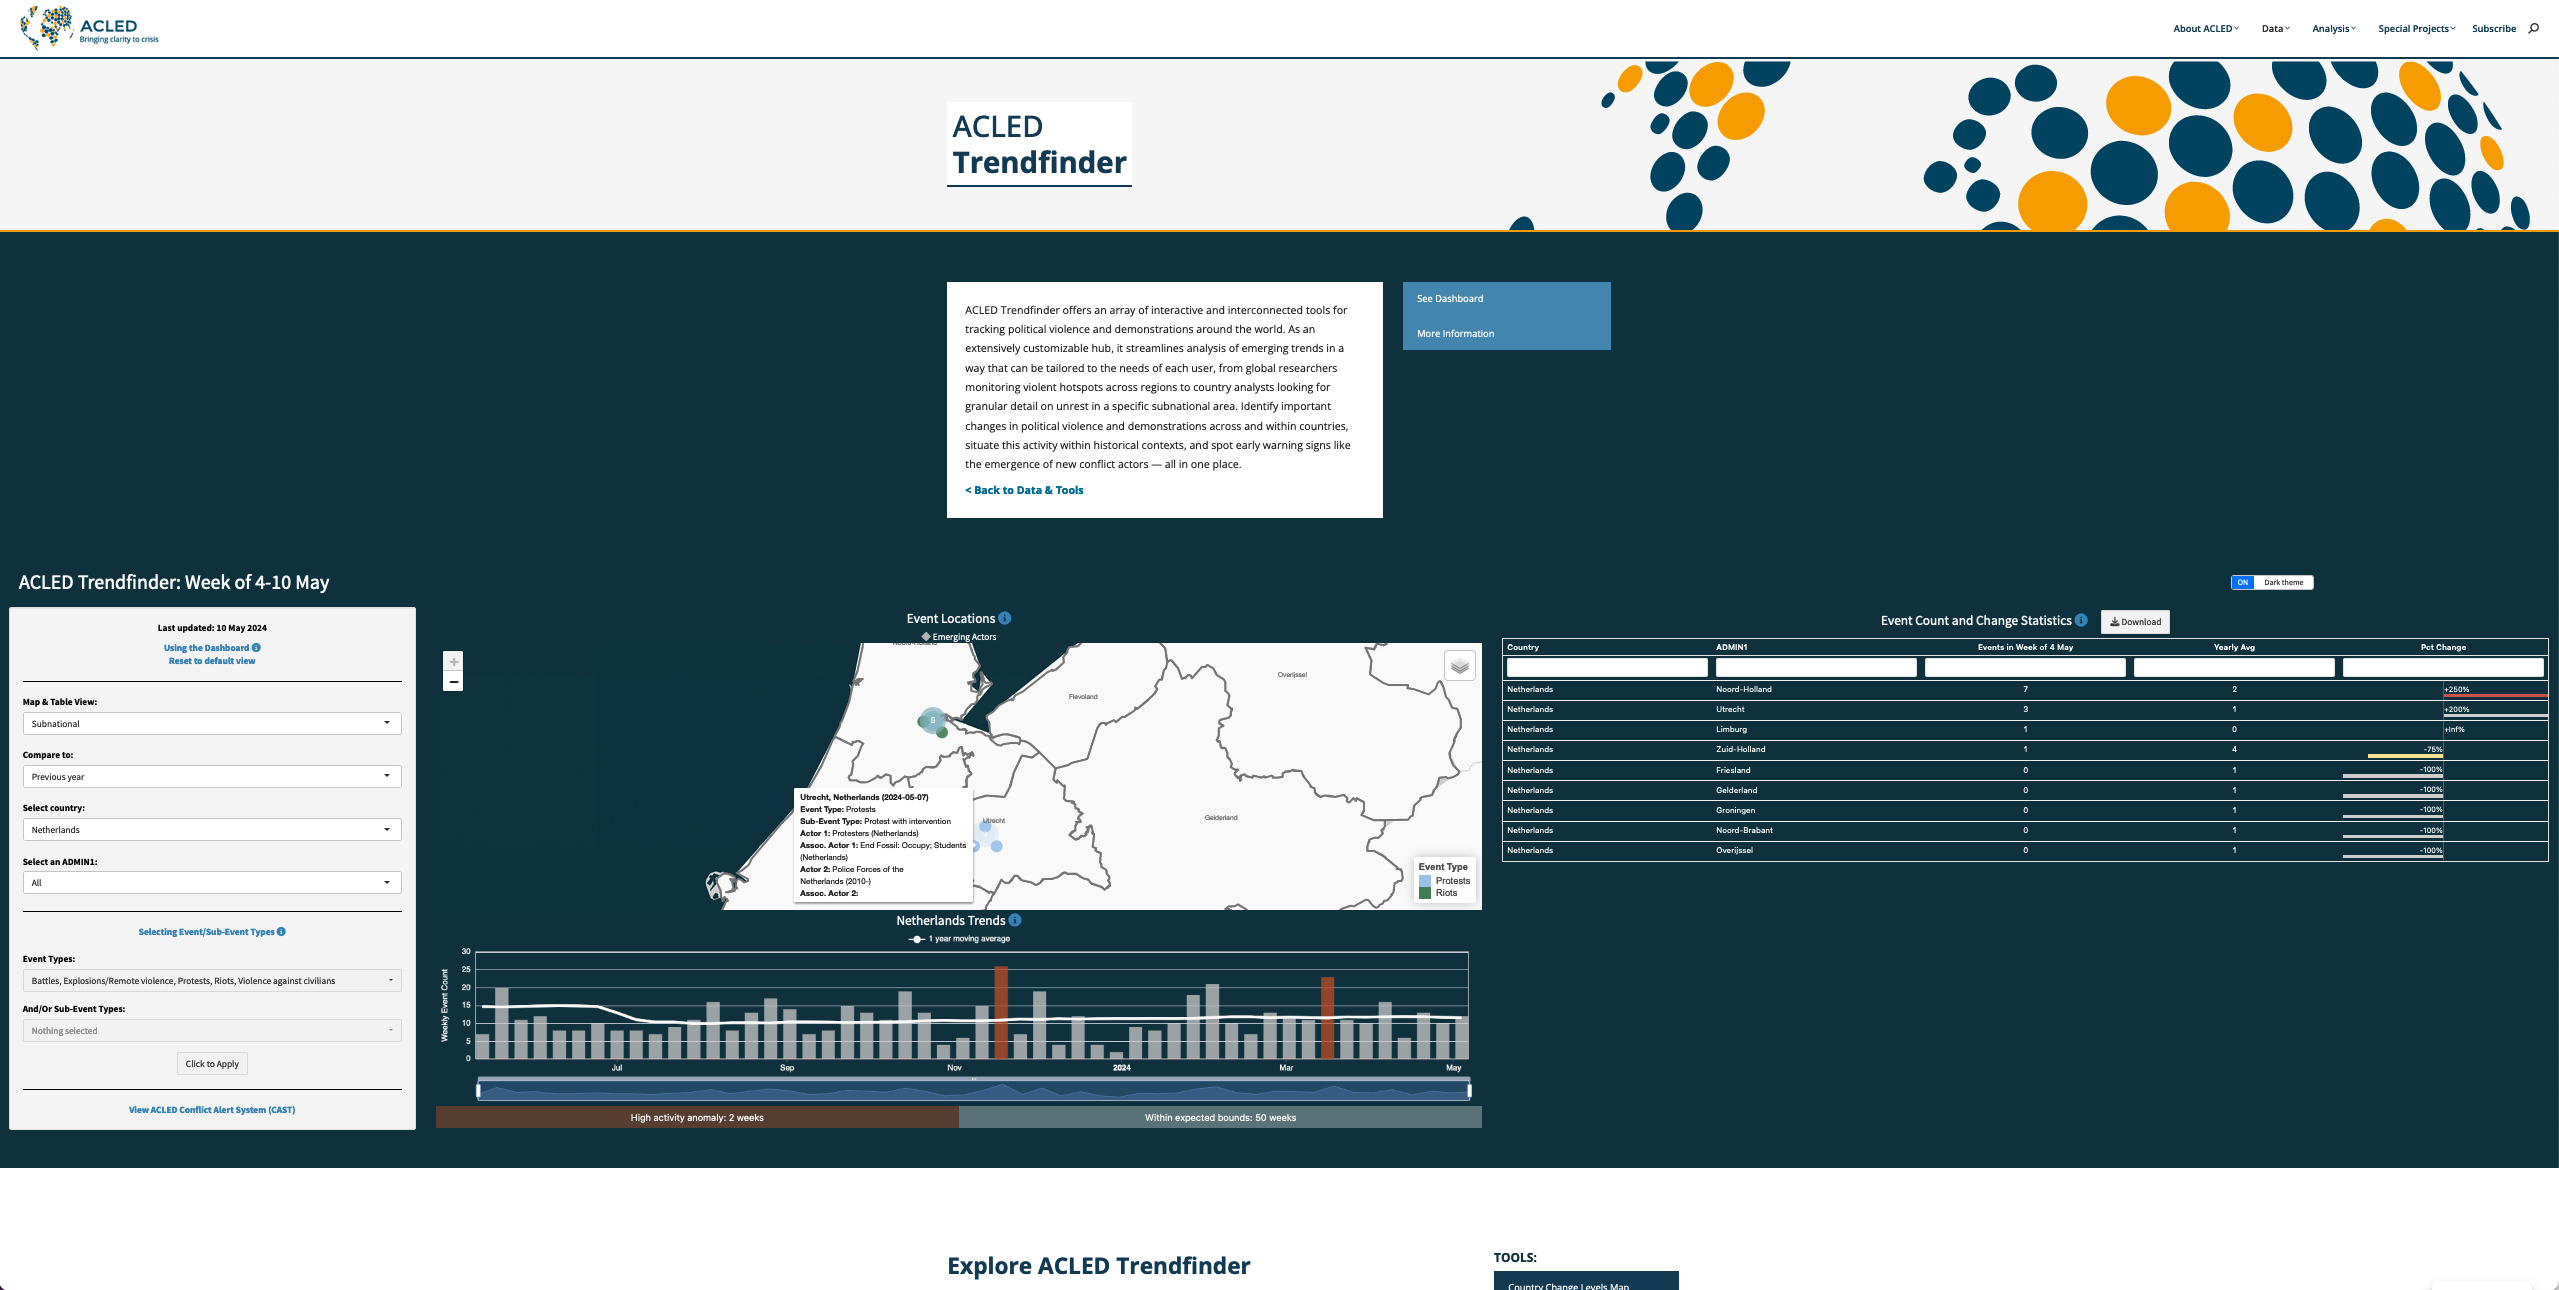 ACLED
Bringing clarity to crisis
About ACLED
Data
Analysis
Special Projects
Subscribe
ACLED
Trendfinder
ACLED Trendfinder offers an array of interactive and interconnected tools for
tracking political violence and demonstrations around the world. As an
extensively customizable hub, it streamlines analysis of emerging trends in a
way that can be tailored to the needs of each user, from global researchers
monitoring violent hotspots across regions to country analysts looking for
granular detail on unrest in a specific subnational area. Identify important
changes in political violence and demonstrations across and within countries,
situate this activity within historical contexts, and spot early warning signs like
the emergence of new conflict actors — all in one place.
< Back to Data & Tools
See Dashboard
More Information
ACLED Trendfinder: Week of 4-10 May
ON Dark theme
Last updated: 10 May 2024
Using the Dashboard
Reset to default view
Map & Table View:
Subnational
Compare to:
Previous year
Select country:
Netherlands
Select an ADMIN1:
All
Selecting Event/Sub-Event Types
Event Types:
Battles, Explosions/Remote violence, Protests, Riots, Violence against civilians
And/Or Sub-Event Types:
Nothing selected
Click to Apply
View ACLED Conflict Alert System (CAST)
Event Locations
Emerging Actors
+
−
Flevoland
Overijssel
Utrecht
Gelderland
Utrecht, Netherlands (2024-05-07)
Event Type: Protests
Sub-Event Type: Protest with intervention
Actor 1: Protesters (Netherlands)
Assoc. Actor 1: End Fossil: Occupy; Students
(Netherlands)
Actor 2: Police Forces of the
Netherlands (2010-)
Assoc. Actor 2:
Event Type
Protests
Riots
Netherlands Trends
1 year moving average
Weekly Event Count
30
25
20
15
10
5
0
Jul Sep Nov 2024 Mar May
High activity anomaly: 2 weeks
Within expected bounds: 50 weeks
Event Count and Change Statistics
Download
Country ADMIN1 Events in Week of 4 May Yearly Avg Pct Change
Netherlands Noord-Holland 7 2 +250%
Netherlands Utrecht 3 1 +200%
Netherlands Limburg 1 0 +Inf%
Netherlands Zuid-Holland 1 4 -75%
Netherlands Friesland 0 1 -100%
Netherlands Gelderland 0 1 -100%
Netherlands Groningen 0 1 -100%
Netherlands Noord-Brabant 0 1 -100%
Netherlands Overijssel 0 1 -100%
Explore ACLED Trendfinder
TOOLS:
Country Change Levels Map